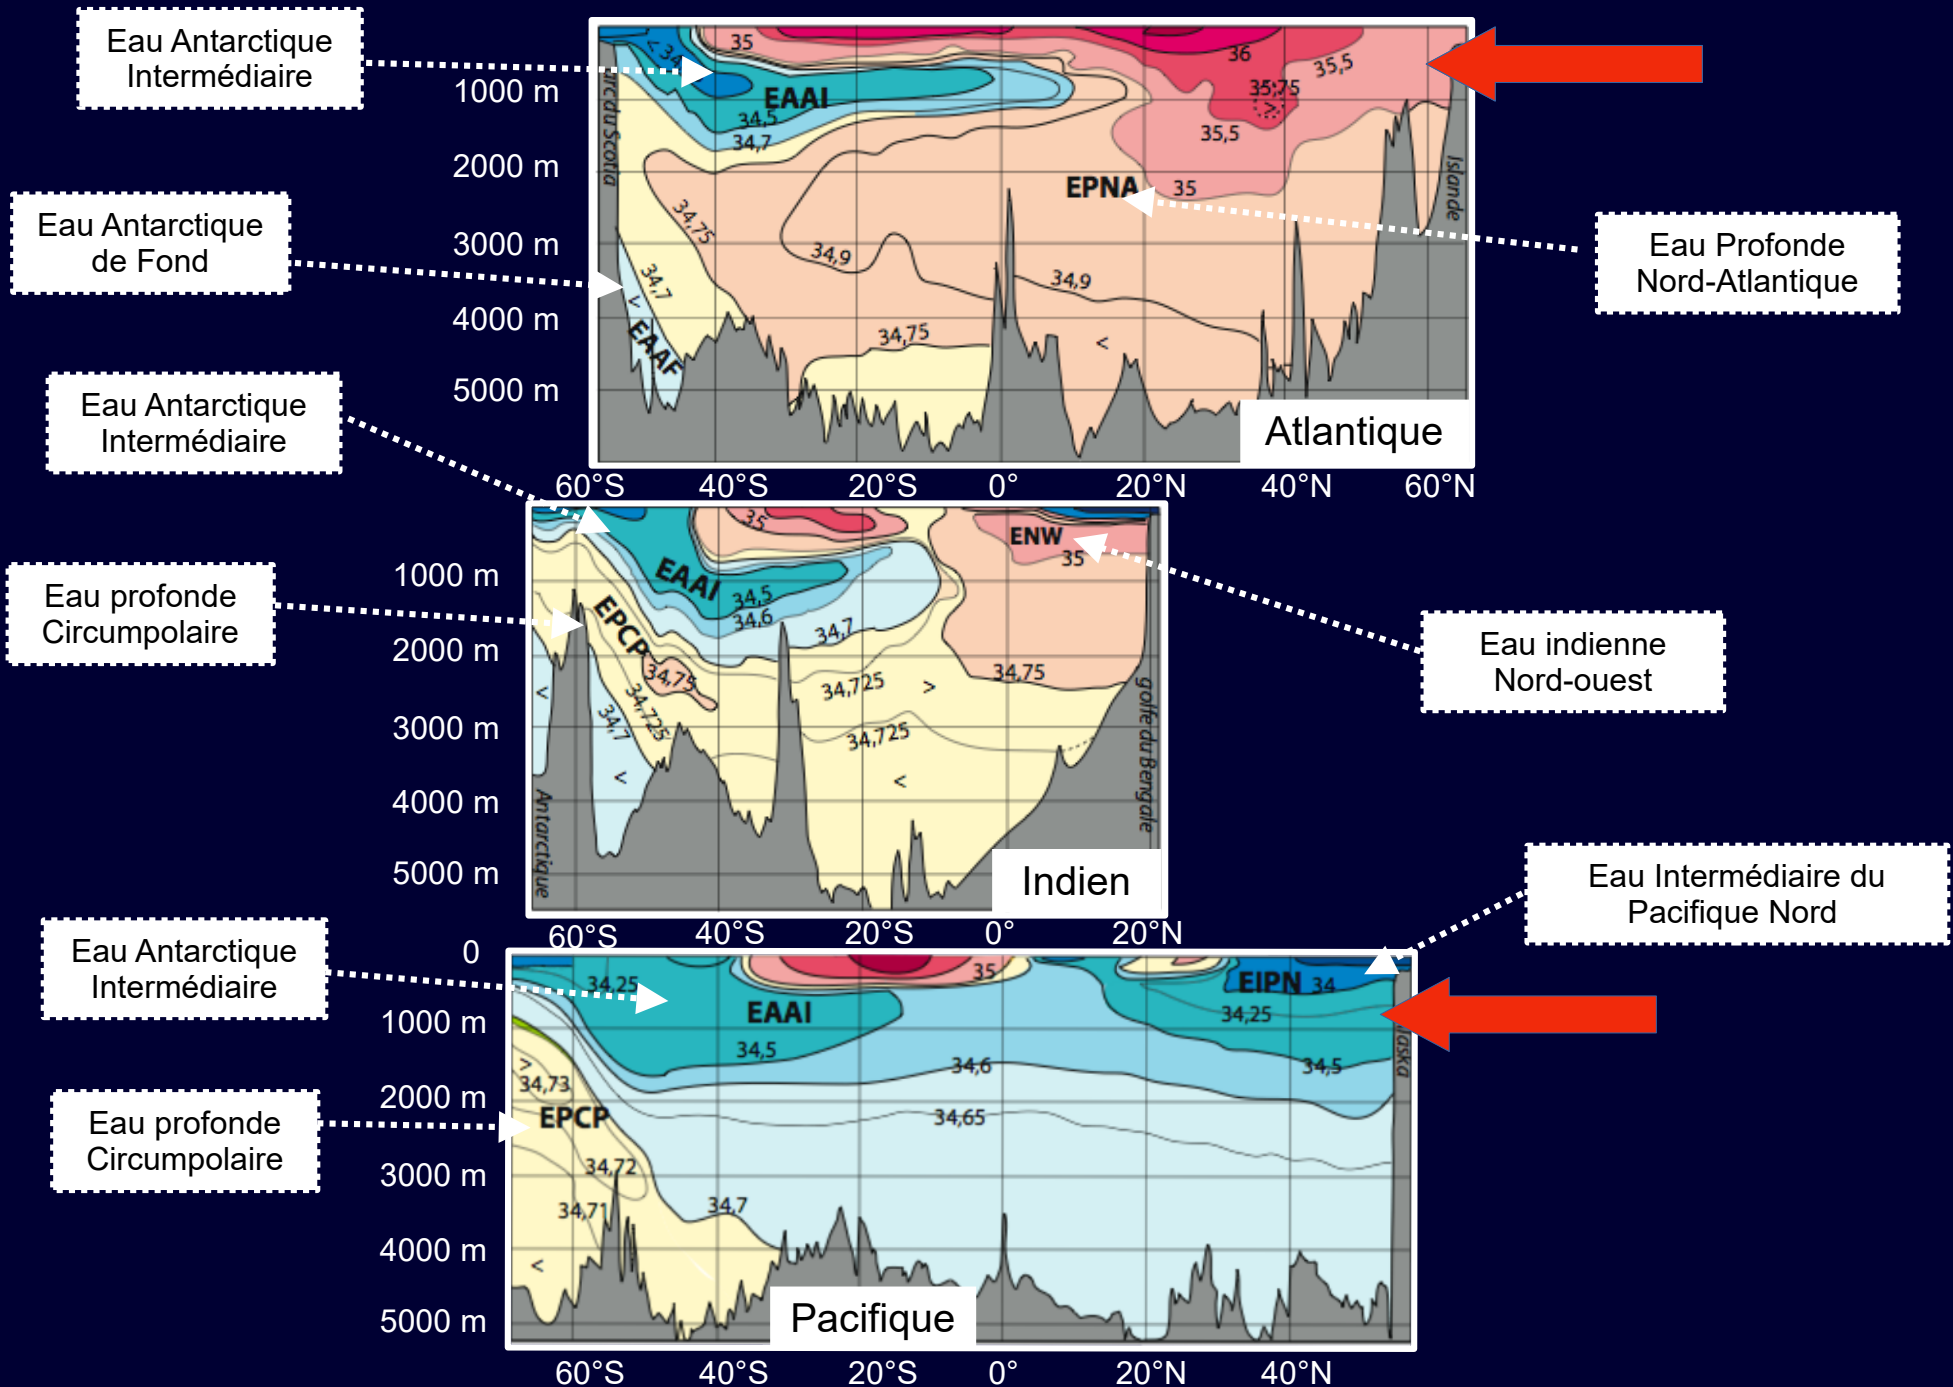 Eau Antarctique
Intermédiaire
Eau Antarctique
de Fond
Eau Antarctique
Intermédiaire
Eau profonde
Circumpolaire
Eau Antarctique
Intermédiaire
Eau profonde
Circumpolaire
Eau Profonde
Nord-Atlantique
Eau indienne
Nord-ouest
Eau Intermédiaire du
Pacifique Nord
1000 m
2000 m
3000 m
4000 m
5000 m
arc du Scotia
< 34
35
36
35,5
35,75
>
35,5
EAAI
34,5
34,7
EPNA
35
Islande
34,75
34,9
34,9
34,7
<
EAAF
34,75
<
Atlantique
60°S 40°S 20°S 0° 20°N 40°N 60°N
1000 m
2000 m
3000 m
4000 m
5000 m
35
ENW
35
EAAI
34,5
34,6
34,7
EPCP
34,75
34,725
34,7
<
<
34,725
>
34,75
34,725
<
golfe du Bengale
Antarctique
Indien
60°S 40°S 20°S 0° 20°N
0
1000 m
2000 m
3000 m
4000 m
5000 m
34,25
35
EIPN 34
EAAI
34,25
34,5
34,6
34,5
laska
>
34,73
EPCP
34,65
34,72
34,71
34,7
<
Pacifique
60°S 40°S 20°S 0° 20°N 40°N